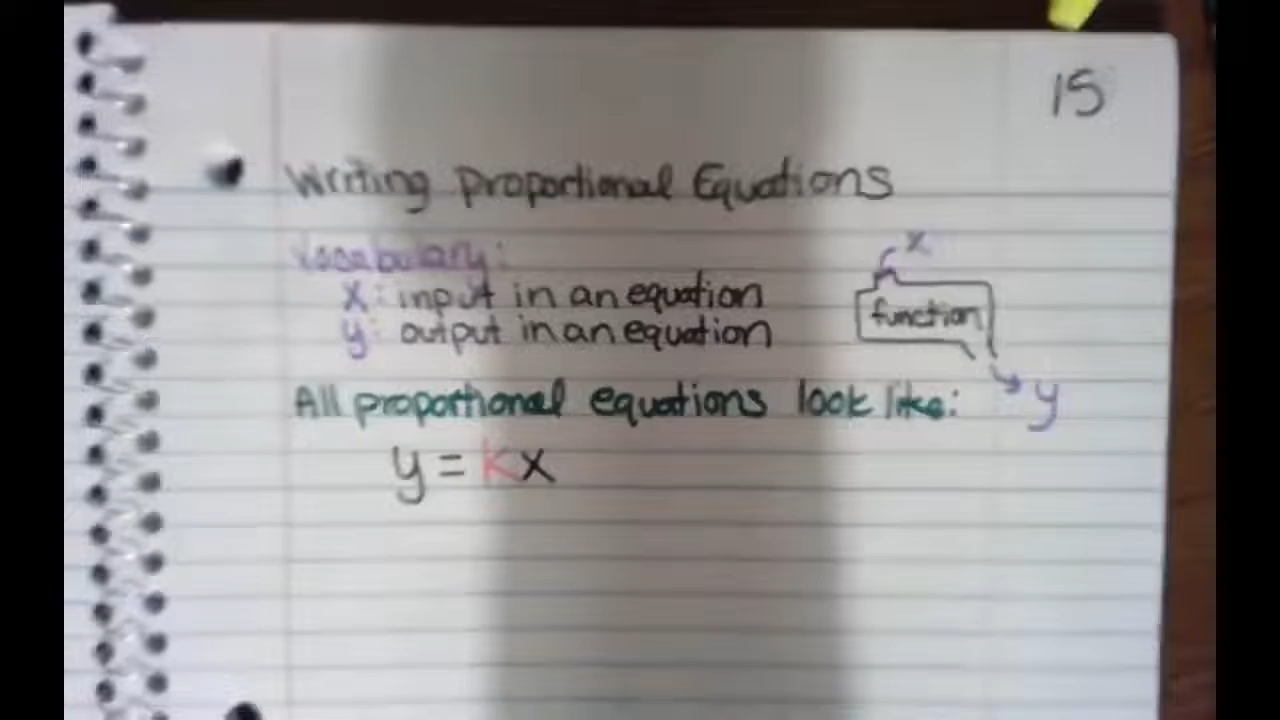 15
Writing Proportional Equations
Vocabulary:
x: input in an equation
y: output in an equation
x
function
y
All proportional equations look like:
y = Kx